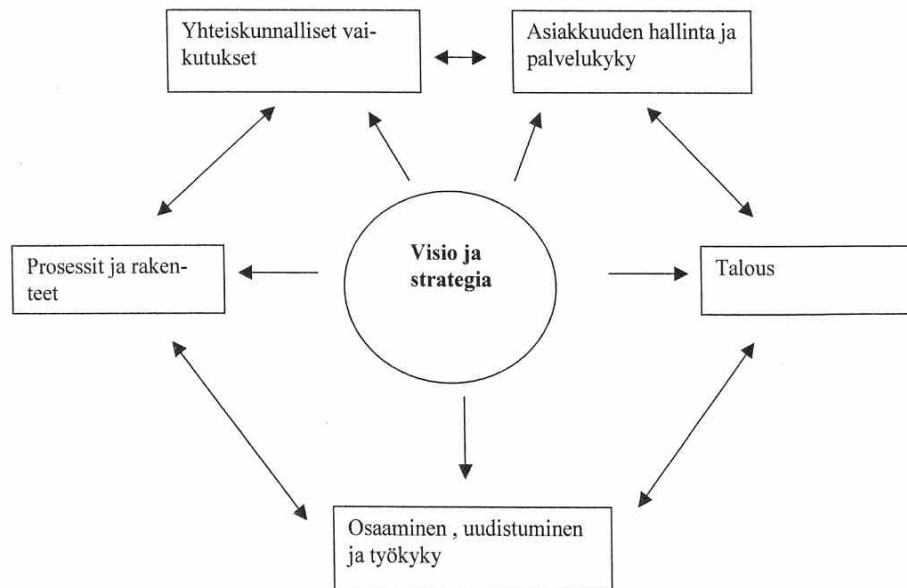 Yhteiskunnalliset vai-
kutukset
Asiakkuuden hallinta ja
palvelukyky
Prosessit ja raken-
teet
Visio ja
strategia
Talous
Osaaminen , uudistuminen
ja työkyky